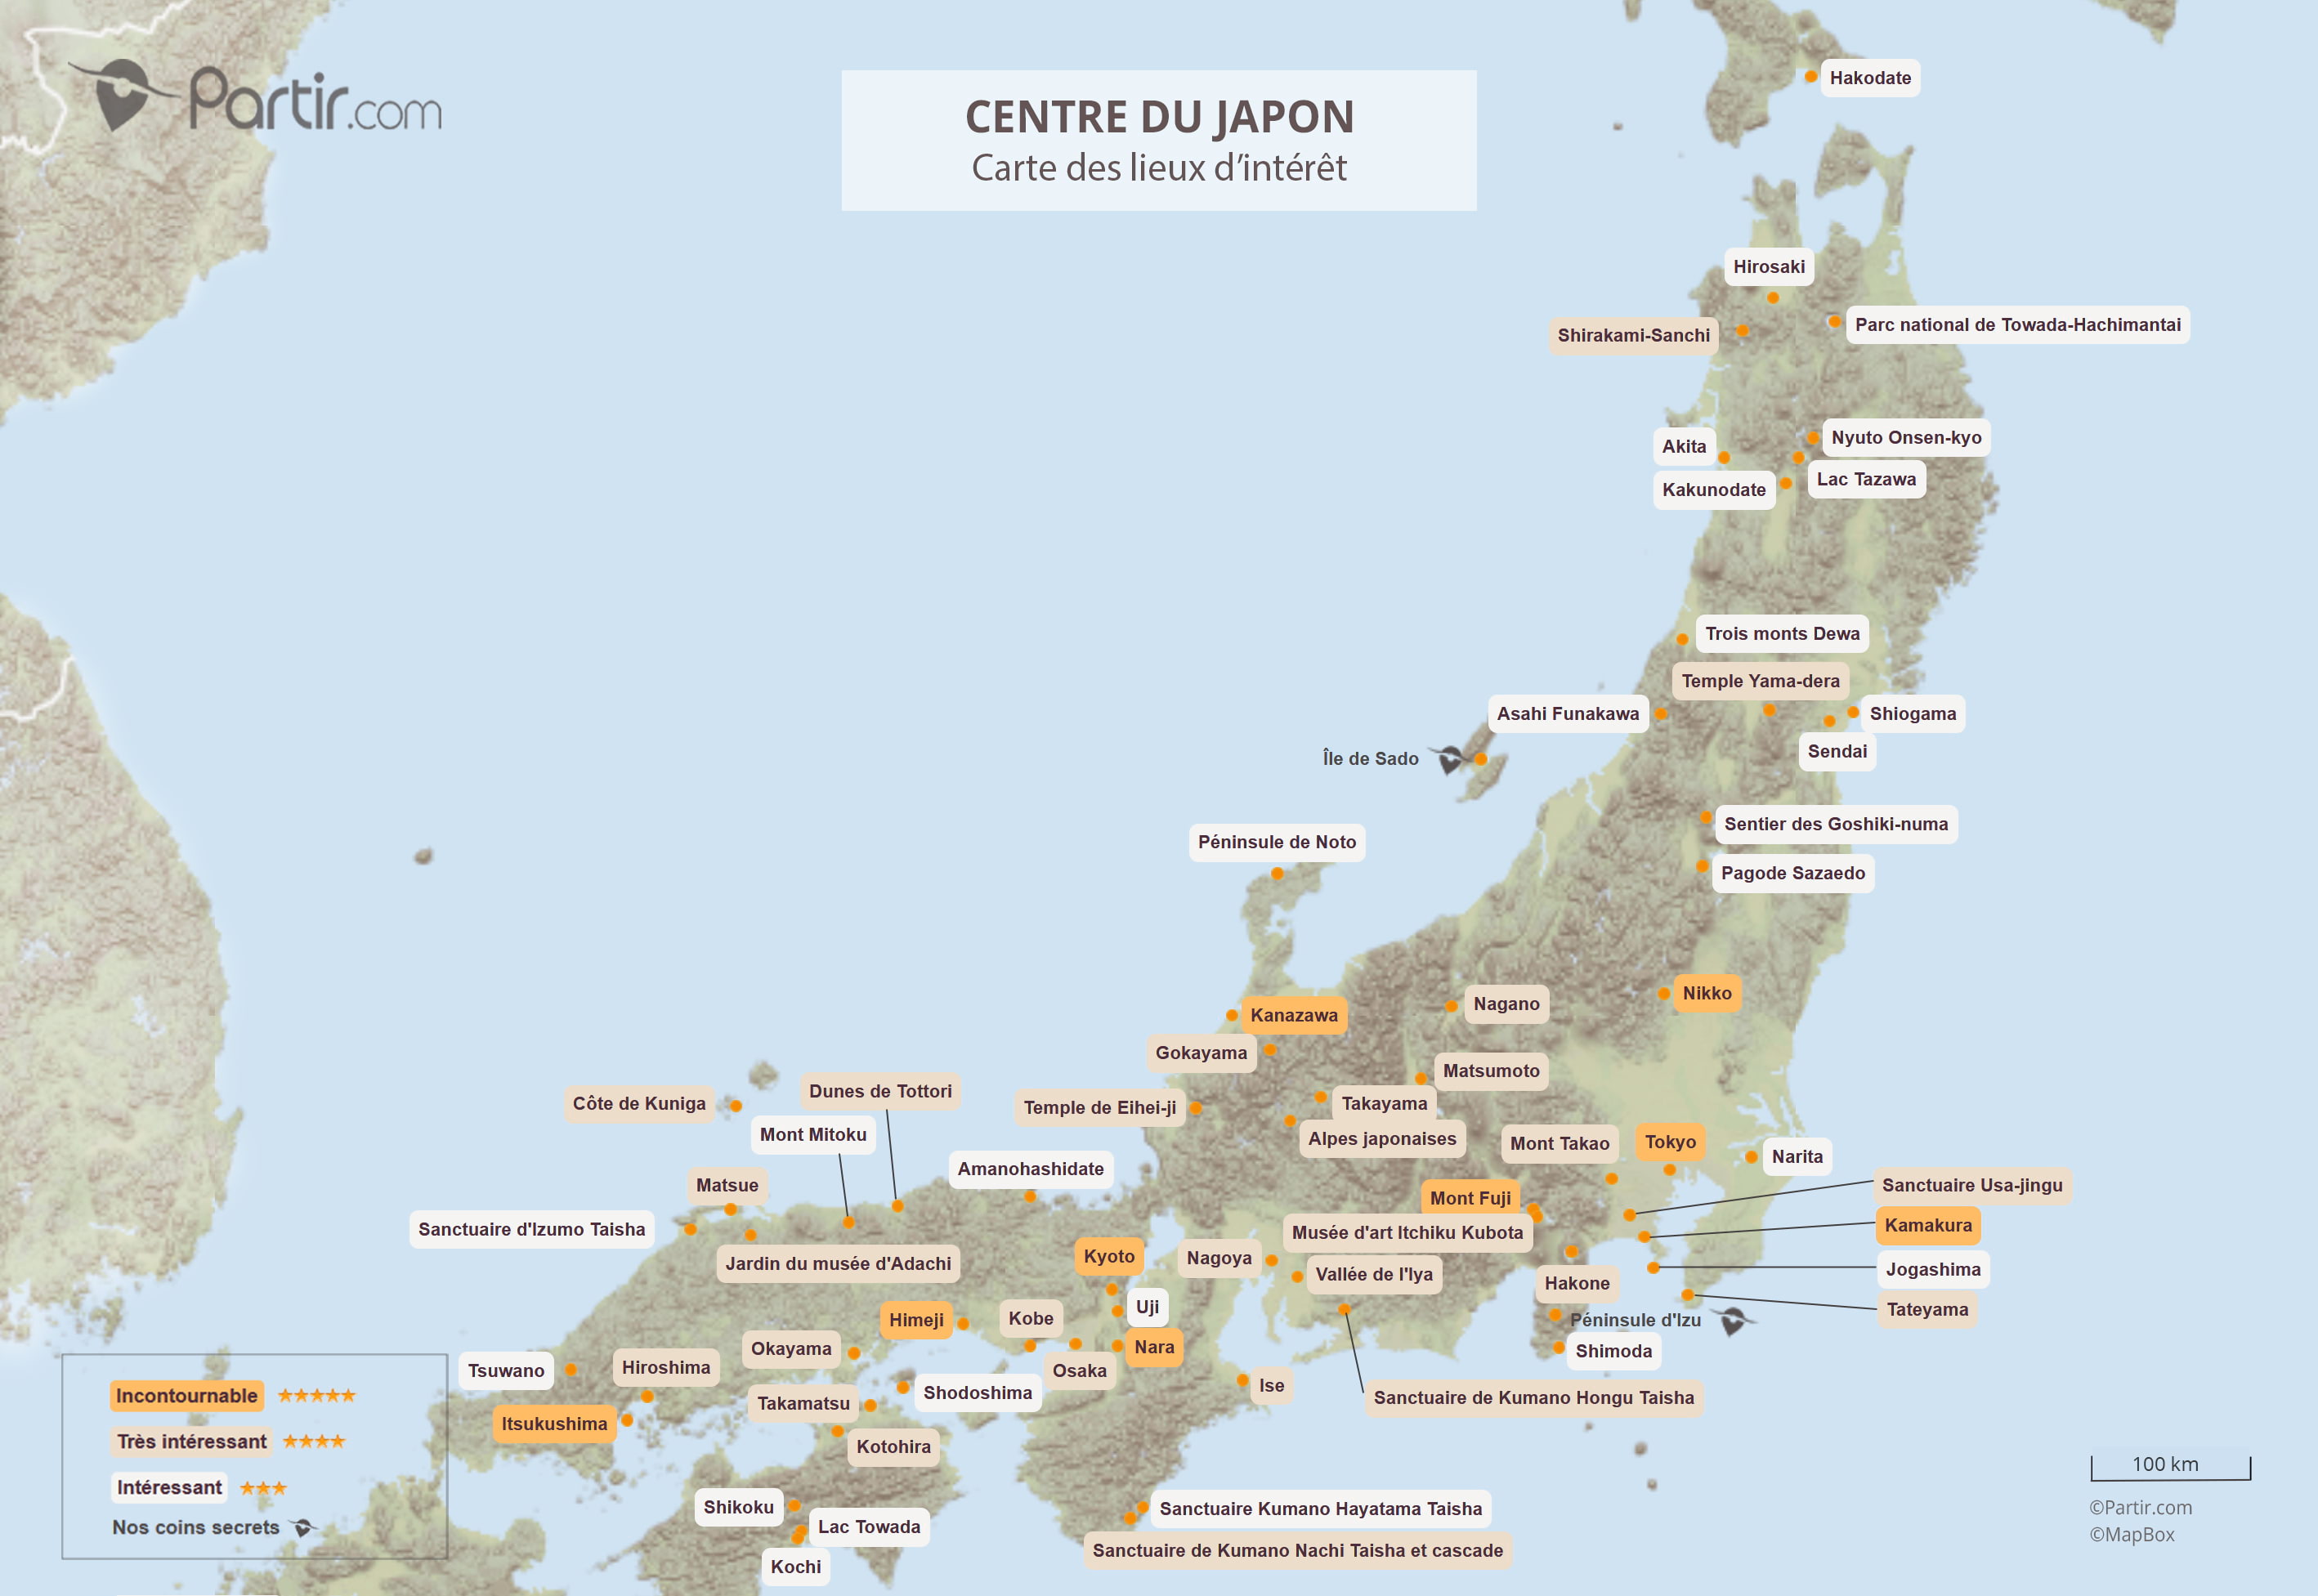 Partir.com
CENTRE DU JAPON
Carte des lieux d’intérêt
Hakodate
Hirosaki
Parc national de Towada-Hachimantai
Shirakami-Sanchi
Nyuto Onsen-kyo
Akita
Lac Tazawa
Kakunodate
Trois monts Dewa
Temple Yama-dera
Asahi Funakawa
Shiogama
Sendai
Île de Sado
Sentier des Goshiki-numa
Péninsule de Noto
Pagode Sazaedo
Nikko
Nagano
Kanazawa
Gokayama
Matsumoto
Dunes de Tottori
Côte de Kuniga
Temple de Eihei-ji
Takayama
Mont Mitoku
Alpes japonaises
Mont Takao
Tokyo
Narita
Amanohashidate
Matsue
Sanctuaire Usa-jingu
Mont Fuji
Kamakura
Sanctuaire d'Izumo Taisha
Musée d'art Itchiku Kubota
Kyoto
Nagoya
Jardin du musée d'Adachi
Jogashima
Vallée de l'Iya
Hakone
Uji
Tateyama
Himeji
Kobe
Péninsule d'Izu
Nara
Okayama
Shimoda
Tsuwano
Hiroshima
Osaka
Ise
Shodoshima
Sanctuaire de Kumano Hongu Taisha
Takamatsu
Itsukushima
Kotohira
Shikoku
Sanctuaire Kumano Hayatama Taisha
Lac Towada
Sanctuaire de Kumano Nachi Taisha et cascade
Kochi
Incontournable
Très intéressant
Intéressant
Nos coins secrets
100 km
©Partir.com
©MapBox